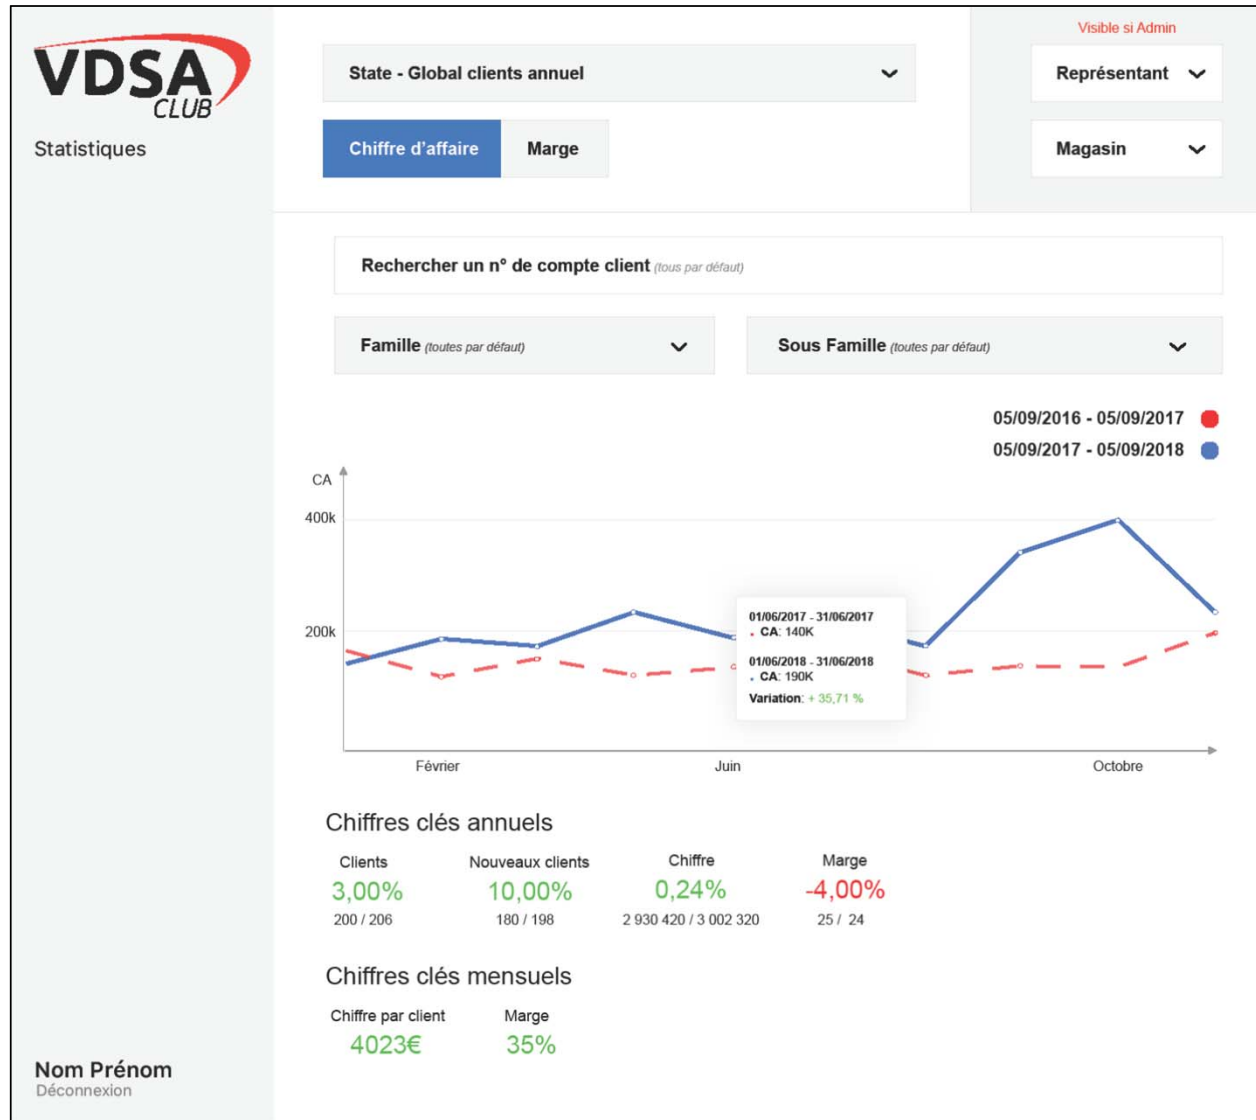 VDSA
CLUB
Statistiques
State - Global clients annuel
Chiffre d'affaire
Marge
Visible si Admin
Représentant
Magasin
Rechercher un n° de compte client (tous par défaut)
Famille (toutes par défaut)
Sous Famille (toutes par défaut)
05/09/2016 - 05/09/2017
05/09/2017 - 05/09/2018
CA
400k
200k
01/06/2017 - 31/06/2017
CA: 140K
01/06/2018 - 31/06/2018
CA: 190K
Variation: + 35,71 %
Février
Juin
Octobre
Chiffres clés annuels
Clients
Nouveaux clients
Chiffre
Marge
3,00%
10,00%
0,24%
-4,00%
200 / 206
180 / 198
2 930 420 / 3 002 320
25 / 24
Chiffres clés mensuels
Chiffre par client
Marge
4023€
35%
Nom Prénom
Déconnexion